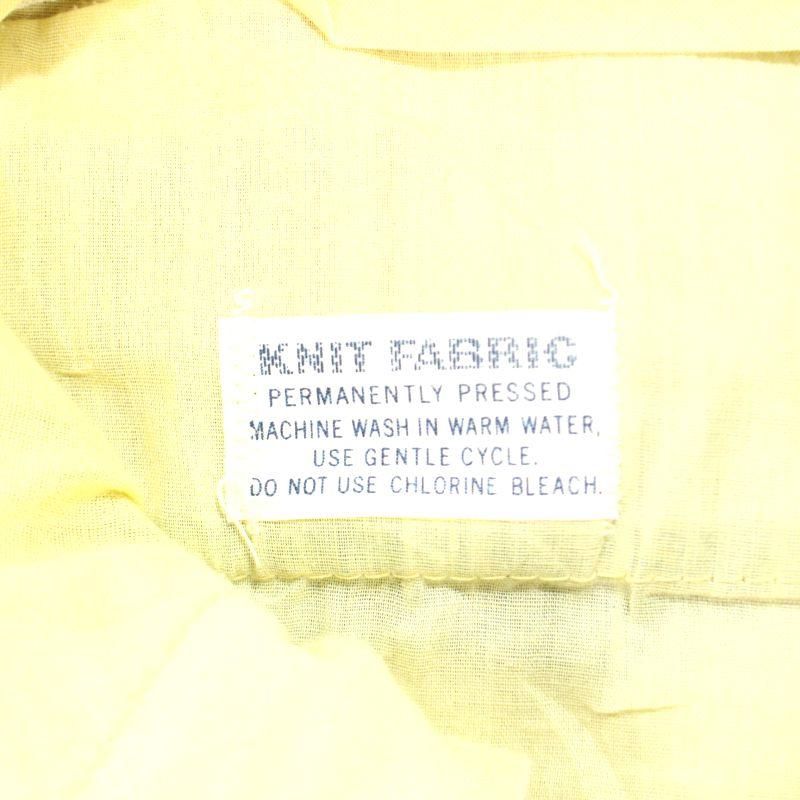 KNIT FABRIC
PERMANENTLY PRESSED
MACHINE WASH IN WARM WATER,
USE GENTLE CYCLE.
DO NOT USE CHLORINE BLEACH.